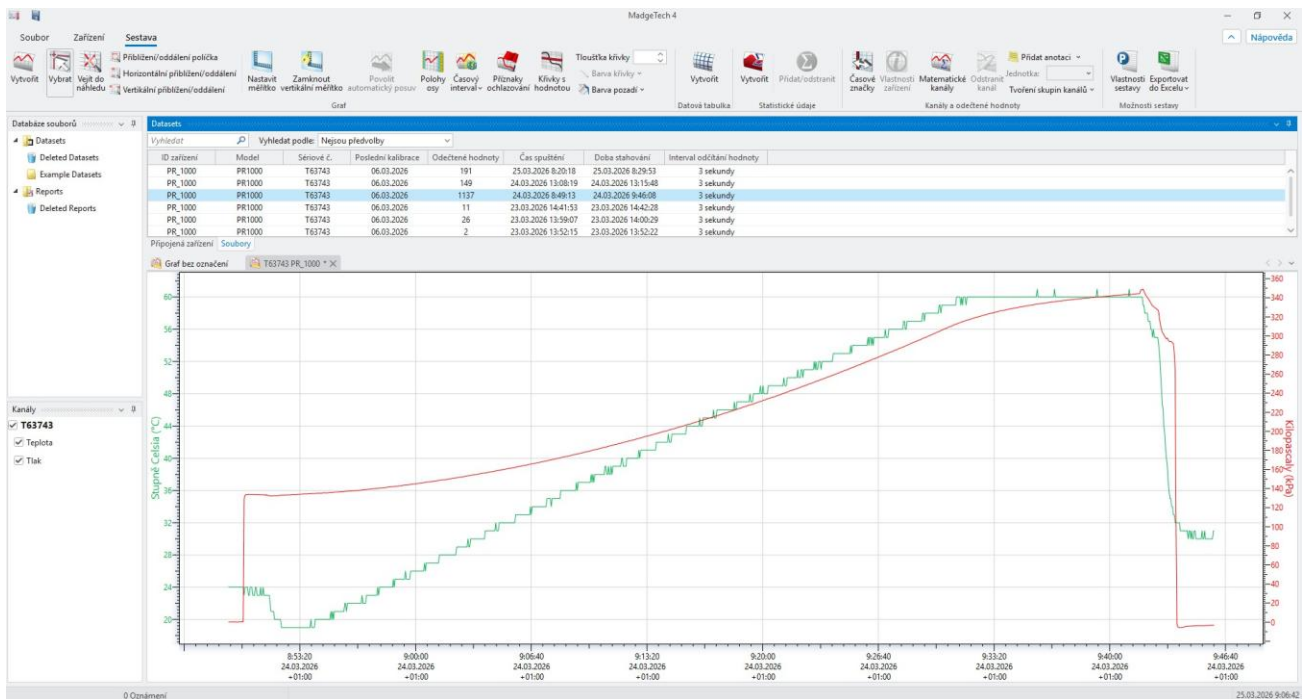 MadgeTech 4
Soubor Zařízení Sestava
Nápověda
Vytvořit
Vybrat
Vejít do náhledu
Přiblížení/oddálení políčka
Horizontální přiblížení/oddálení
Vertikální přiblížení/oddálení
Nastavit měřítko
Zamknout vertikální měřítko
Povolit automatický posuv
Polohy osy
Časový interval
Příznaky ochlazování
Křivky s hodnotou
Tloušťka křivky
Barva křivky
Barva pozadí
Vytvořit
Vytvořit
Přidat/odstranit
Časové značky
Vlastnosti zařízení
Matematické kanály
Odstranit kanál
Přidat anotaci
Jednotka:
Tvoření skupin kanálů
Vlastnosti sestavy
Exportovat do Excelu
Graf
Datová tabulka
Statistické údaje
Kanály a odečtené hodnoty
Možnosti sestavy
Databáze souborů
Datasets
Deleted Datasets
Example Datasets
Reports
Deleted Reports
Datasets
Vyhledat Vyhledat podle: Nejsou předvolby
ID zařízení Model Sériové č. Poslední kalibrace Odečtené hodnoty Čas spuštění Doba stahování Interval odčítání hodnoty
PR_1000 PR1000 T63743 06.03.2026 191 25.03.2026 8:20:18 25.03.2026 8:29:53 3 sekundy
PR_1000 PR1000 T63743 06.03.2026 149 24.03.2026 13:08:19 24.03.2026 13:15:48 3 sekundy
PR_1000 PR1000 T63743 06.03.2026 1137 24.03.2026 8:49:13 24.03.2026 9:46:08 3 sekundy
PR_1000 PR1000 T63743 06.03.2026 11 23.03.2026 14:41:53 23.03.2026 14:42:28 3 sekundy
PR_1000 PR1000 T63743 06.03.2026 26 23.03.2026 13:59:07 23.03.2026 14:00:29 3 sekundy
PR_1000 PR1000 T63743 06.03.2026 2 23.03.2026 13:52:15 23.03.2026 13:52:22 3 sekundy
Připojená zařízení Soubory
Graf bez označení T63743 PR_1000 *
Kanály
T63743
Teplota
Tlak
Stupně Celsia (°C)
60
56
52
48
44
40
36
32
28
24
20
Kilopascaly (kPa)
360
340
320
300
280
260
240
220
200
180
160
140
120
100
80
60
40
20
0
8:53:20 9:00:00 9:06:40 9:13:20 9:20:00 9:26:40 9:33:20 9:40:00 9:46:40
24.03.2026 24.03.2026 24.03.2026 24.03.2026 24.03.2026 24.03.2026 24.03.2026 24.03.2026 24.03.2026
+01:00 +01:00 +01:00 +01:00 +01:00 +01:00 +01:00 +01:00 +01:00
0 Oznámení
25.03.2026 9:06:42